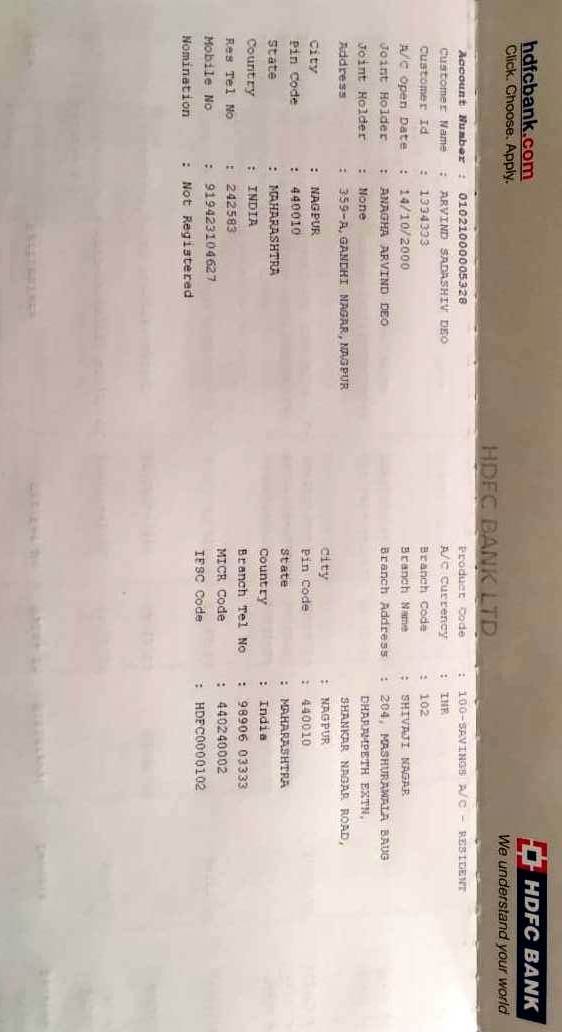 hdfcbank.com
Click. Choose. Apply.
HDFC BANK
We understand your world
HDFC BANK LTD
Account Number : 01021000005328
Customer Name : ARVIND SADASHIV DEO
Customer Id : 1334333
A/C Open Date : 14/10/2000
Joint Holder : ANAGHA ARVIND DEO
Joint Holder : None
Address : 359-A,GANDHI NAGAR,NAGPUR
City : NAGPUR
Pin Code : 440010
State : MAHARASHTRA
Country : INDIA
Res Tel No : 242583
Mobile No : 919423104627
Nomination : Not Registered
Product Code : 100-SAVINGS A/C - RESIDENT
A/C Currency : INR
Branch Code : 102
Branch Name : SHIVAJI NAGAR
Branch Address : 204, MASHURAWALA BAUG
DHARAMPETH EXTN,
SHANKAR NAGAR ROAD,
City : NAGPUR
Pin Code : 440010
State : MAHARASHTRA
Country : India
Branch Tel No : 98906 03333
MICR Code : 440240002
IFSC Code : HDFC0000102